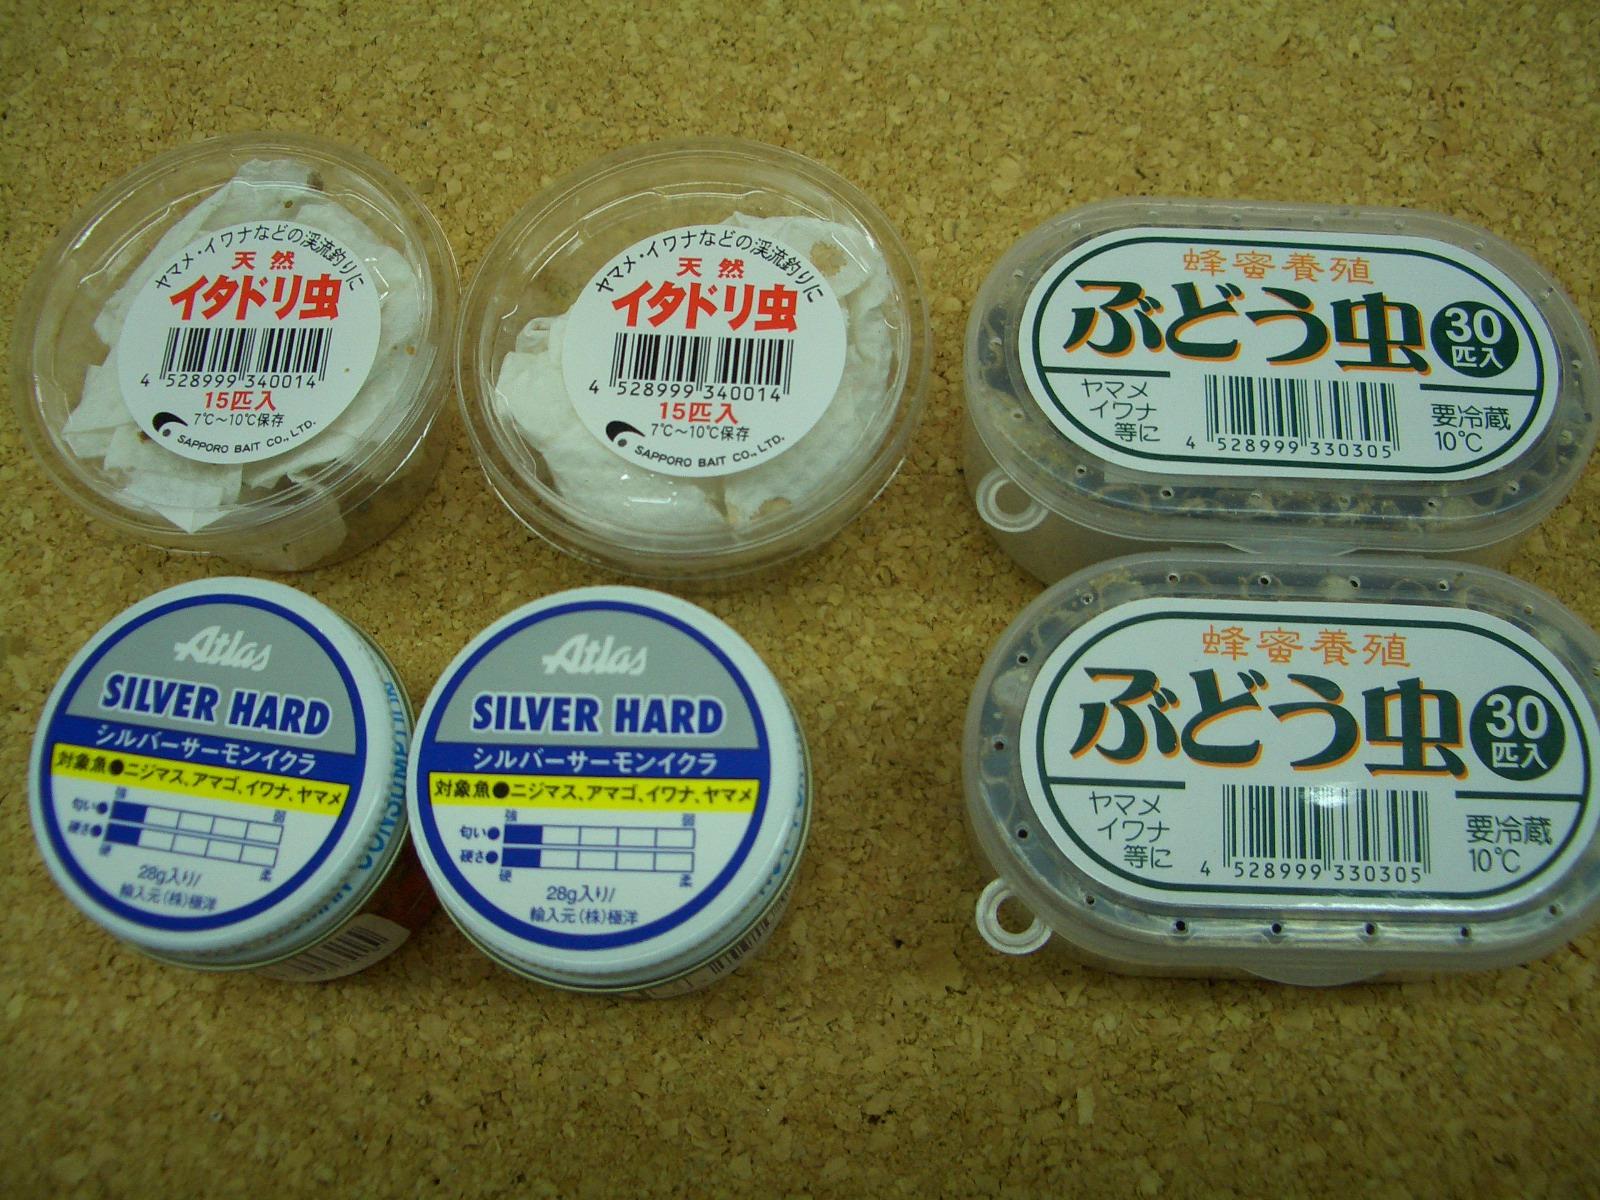 ヤマメ・イワナなどの渓流釣りに
天然
イタドリ虫
4 528999 340014
15匹入
7℃～10℃保存
SAPPORO BAIT CO., LTD.
ヤマメ・イワナなどの渓流釣りに
天然
イタドリ虫
4 528999 340014
15匹入
7℃～10℃保存
SAPPORO BAIT CO., LTD.
蜂蜜養殖
ぶどう虫
30
匹入
ヤマメ
イワナ
等に
4 528999 330305
要冷蔵
10℃
Atlas
SILVER HARD
シルバーサーモンイクラ
対象魚●ニジマス、アマゴ、イワナ、ヤマメ
強 弱
匂い●
硬さ●
硬 柔
28g入り/
輸入元(株)極洋
Atlas
SILVER HARD
シルバーサーモンイクラ
対象魚●ニジマス、アマゴ、イワナ、ヤマメ
強 弱
匂い●
硬さ●
硬 柔
28g入り/
輸入元(株)極洋
蜂蜜養殖
ぶどう虫
30
匹入
ヤマメ
イワナ
等に
4 528999 330305
要冷蔵
10℃